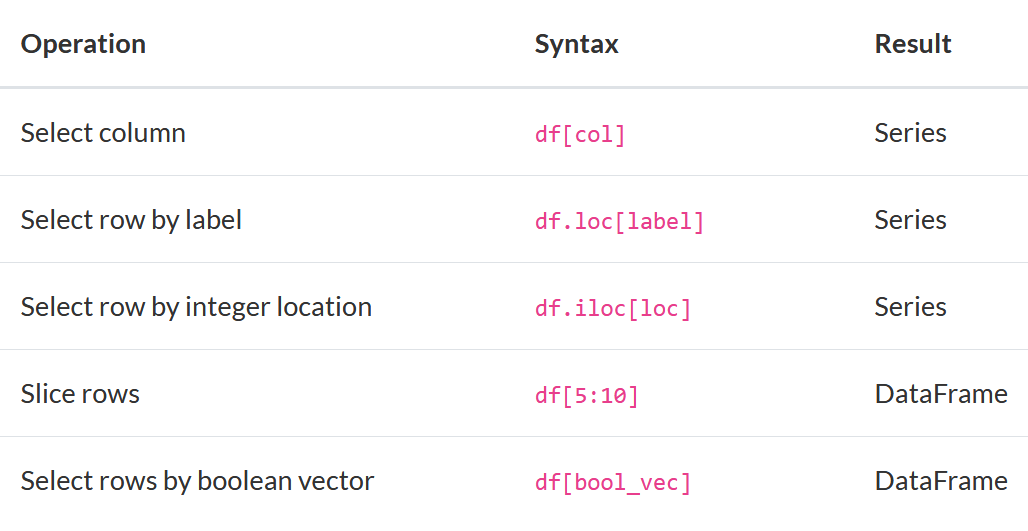 Operation Syntax Result
Select column df[col] Series
Select row by label df.loc[label] Series
Select row by integer location df.iloc[loc] Series
Slice rows df[5:10] DataFrame
Select rows by boolean vector df[bool_vec] DataFrame